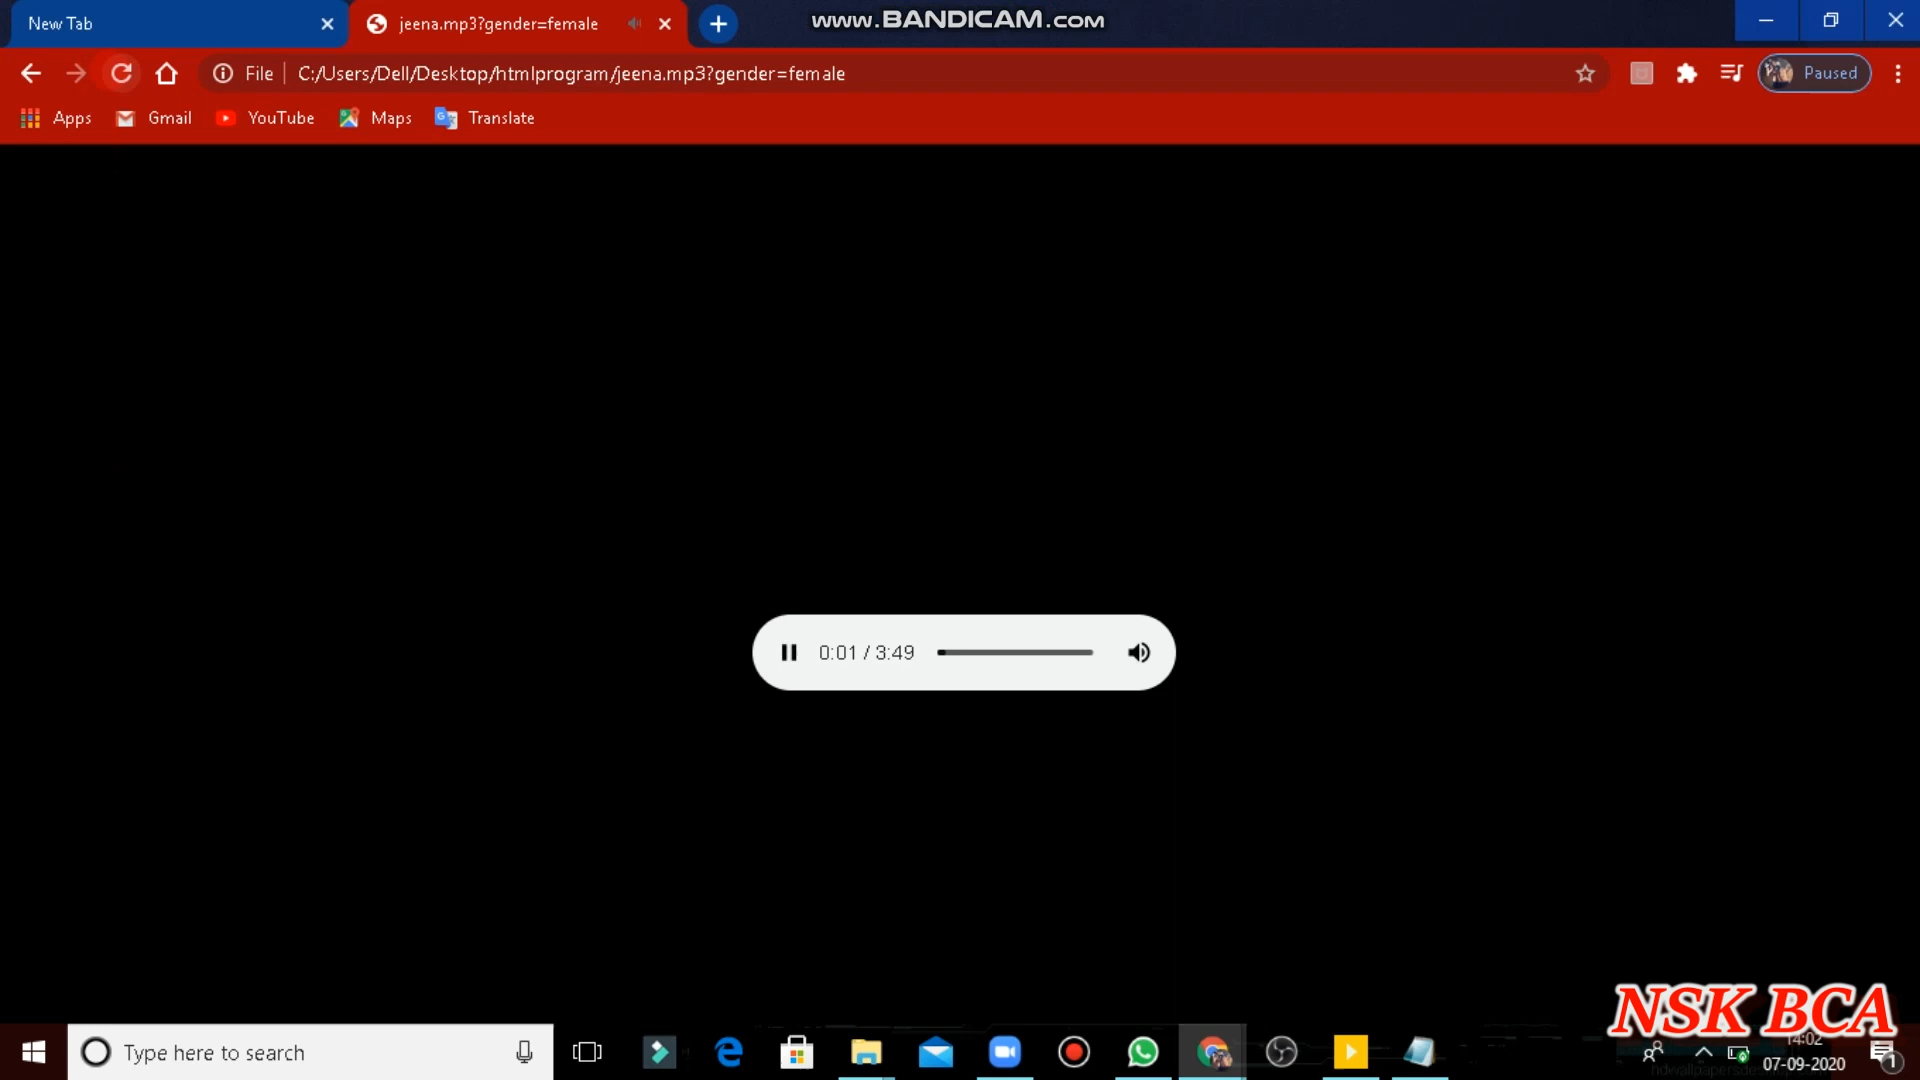 New Tab
jeena.mp3?gender=female
www.BANDICAM.com
File
C:/Users/Dell/Desktop/htmlprogram/jeena.mp3?gender=female
Paused
Apps
Gmail
YouTube
Maps
Translate
0:01 / 3:49
NSK BCA
Type here to search
14:02
07-09-2020
1